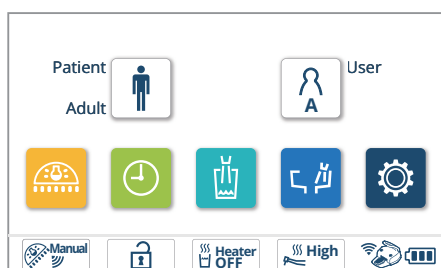 Patient
User
Adult
A
Manual
Heater
OFF
High